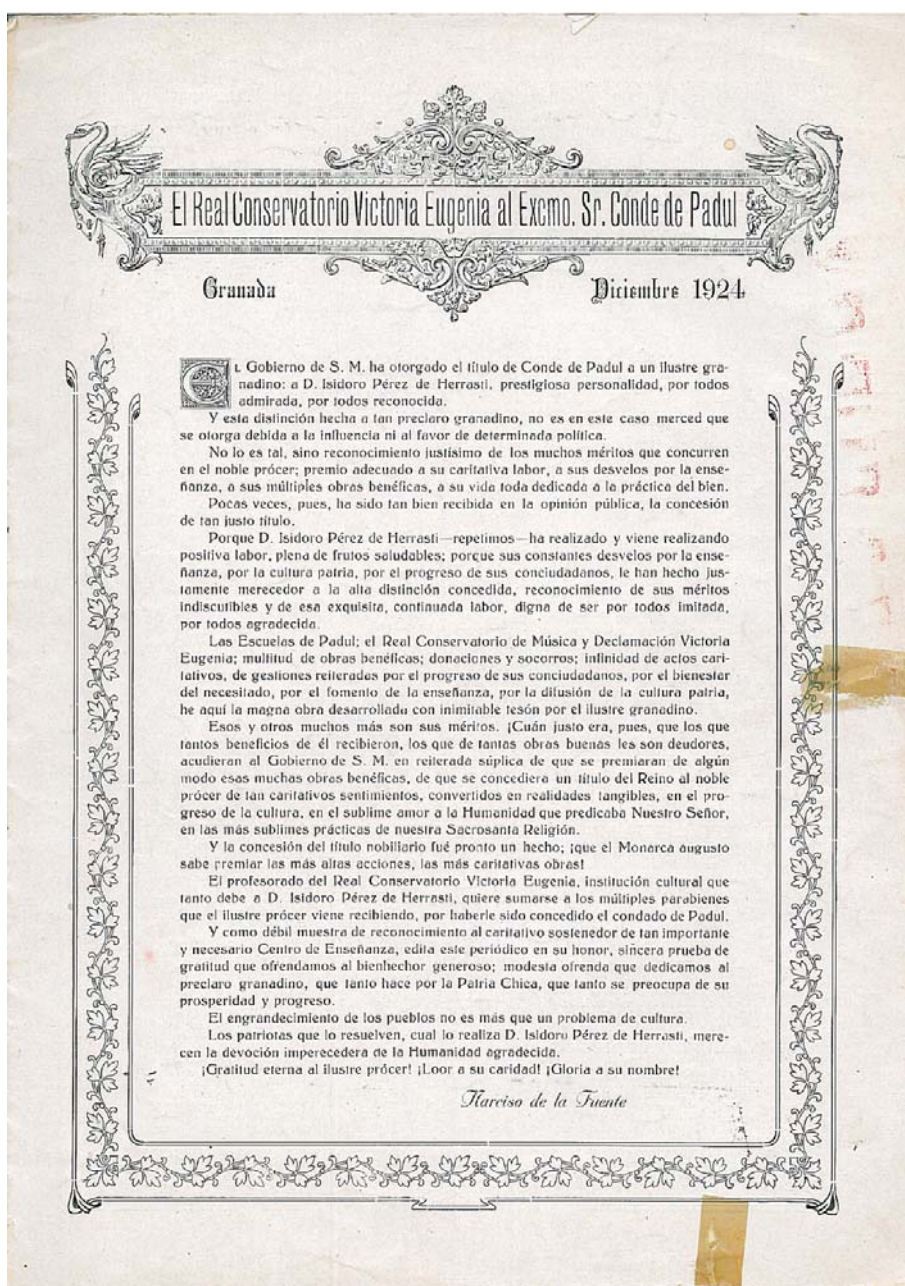 El Real Conservatorio Victoria Eugenia al Excmo. Sr. Conde de Padul
Granada Diciembre 1924
EL Gobierno de S. M. ha otorgado el título de Conde de Padul a un ilustre gra-
nadino: a D. Isidoro Pérez de Herrasti, prestigiosa personalidad, por todos
admirada, por todos reconocida.
Y esta distinción hecha a tan preclaro granadino, no es en este caso merced que
se otorga debida a la influencia ni al favor de determinada política.
No lo es tal, sino reconocimiento justísimo de los muchos méritos que concurren
en el noble prócer; premio adecuado a su caritativa labor, a sus desvelos por la ense-
ñanza, a sus múltiples obras benéficas, a su vida toda dedicada a la práctica del bien.
Pocas veces, pues, ha sido tan bien recibida en la opinión pública, la concesión
de tan justo título.
Porque D. Isidoro Pérez de Herrasti—repetimos—ha realizado y viene realizando
positiva labor, plena de frutos saludables; porque sus constantes desvelos por la ense-
ñanza, por la cultura patria, por el progreso de sus conciudadanos, le han hecho jus-
tamente merecedor a la alta distinción concedida, reconocimiento de sus méritos
indiscutibles y de esa exquisita, continuada labor, digna de ser por todos imitada,
por todos agradecida.
Las Escuelas de Padul; el Real Conservatorio de Música y Declamación Victoria
Eugenia; multitud de obras benéficas; donaciones y socorros; infinidad de actos cari-
tativos, de gestiones reiteradas por el progreso de sus conciudadanos, por el bienestar
del necesitado, por el fomento de la enseñanza, por la difusión de la cultura patria,
he aquí la magna obra desarrollada con inimitable tesón por el ilustre granadino.
Esos y otros muchos más son sus méritos. ¡Cuán justo era, pues, que los que
tantos beneficios de él recibieron, los que de tantas obras buenas les son deudores,
acudieran al Gobierno de S. M. en reiterada súplica de que se premiaran de algún
modo esas muchas obras benéficas, de que se concediera un título del Reino al noble
prócer de tan caritativos sentimientos, convertidos en realidades tangibles, en el pro-
greso de la cultura, en el sublime amor a la Humanidad que predicaba Nuestro Señor,
en las más sublimes prácticas de nuestra Sacrosanta Religión.
Y la concesión del título nobiliario fué pronto un hecho; ¡que el Monarca augusto
sabe premiar las más altas acciones, las más caritativas obras!
El profesorado del Real Conservatorio Victoria Eugenia, institución cultural que
tanto debe a D. Isidoro Pérez de Herrasti, quiere sumarse a los múltiples parabienes
que el ilustre prócer viene recibiendo, por haberle sido concedido el condado de Padul.
Y como débil muestra de reconocimiento al caritativo sostenedor de tan importante
y necesario Centro de Enseñanza, edita este periódico en su honor, sincera prueba de
gratitud que ofrendamos al bienhechor generoso; modesta ofrenda que dedicamos al
preclaro granadino, que tanto hace por la Patria Chica, que tanto se preocupa de su
prosperidad y progreso.
El engrandecimiento de los pueblos no es más que un problema de cultura.
Los patriotas que lo resuelven, cual lo realiza D. Isidoro Pérez de Herrasti, mere-
cen la devoción imperecedera de la Humanidad agradecida.
¡Gratitud eterna al ilustre prócer! ¡Loor a su caridad! ¡Gloria a su nombre!
Narciso de la Fuente